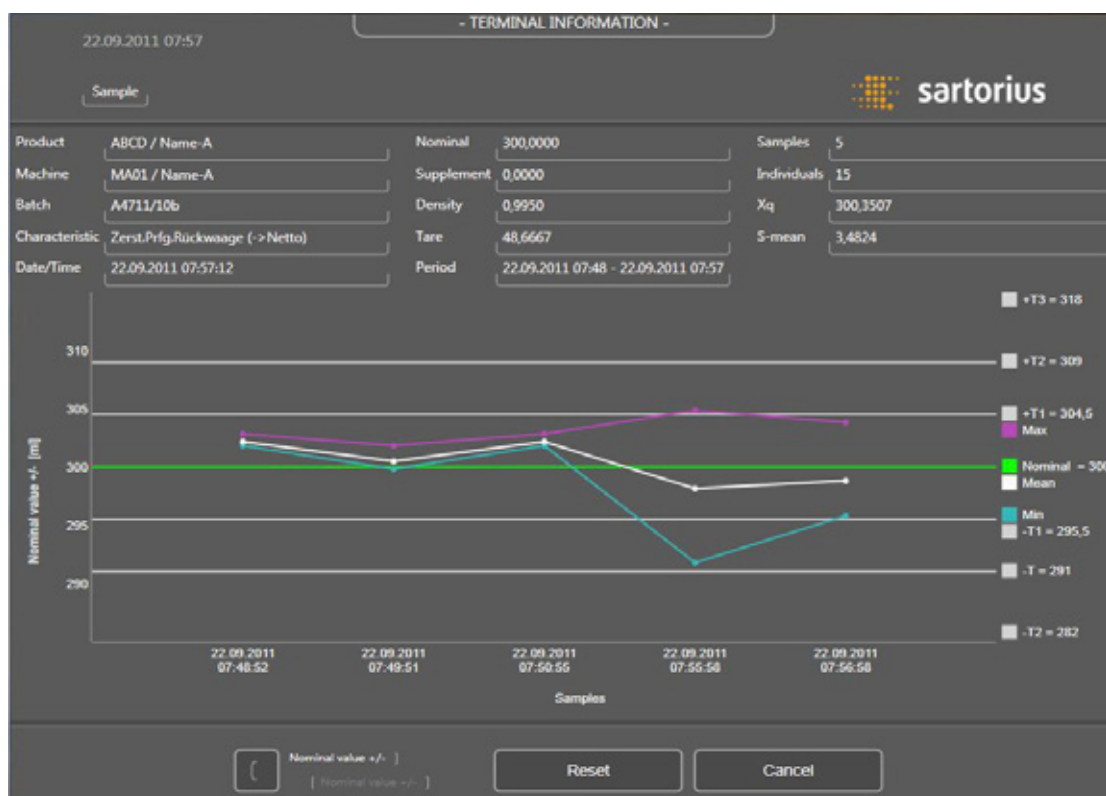 - TERMINAL INFORMATION -
22.09.2011 07:57
Sample
sartorius
Product ABCD / Name-A Nominal 300,0000 Samples 5
Machine MA01 / Name-A Supplement 0,0000 Individuals 15
Batch A4711/10b Density 0,9950 Xq 300,3507
Characteristic Zerst.Prfg.Rückwaage (->Netto) Tare 48,6667 S-mean 3,4824
Date/Time 22.09.2011 07:57:12 Period 22.09.2011 07:48 - 22.09.2011 07:57
+T3 = 318
310
+T2 = 309
305
+T1 = 304,5
Max
300
Nominal = 300
Mean
Min
295
-T1 = 295,5
-T = 291
290
-T2 = 282
Nominal value +/- [ml]
22.09.2011 22.09.2011 22.09.2011 22.09.2011 22.09.2011
07:48:52 07:49:51 07:50:55 07:55:58 07:56:58
Samples
[ Nominal value +/- ]
[ Nominal value +/- ]
Reset
Cancel